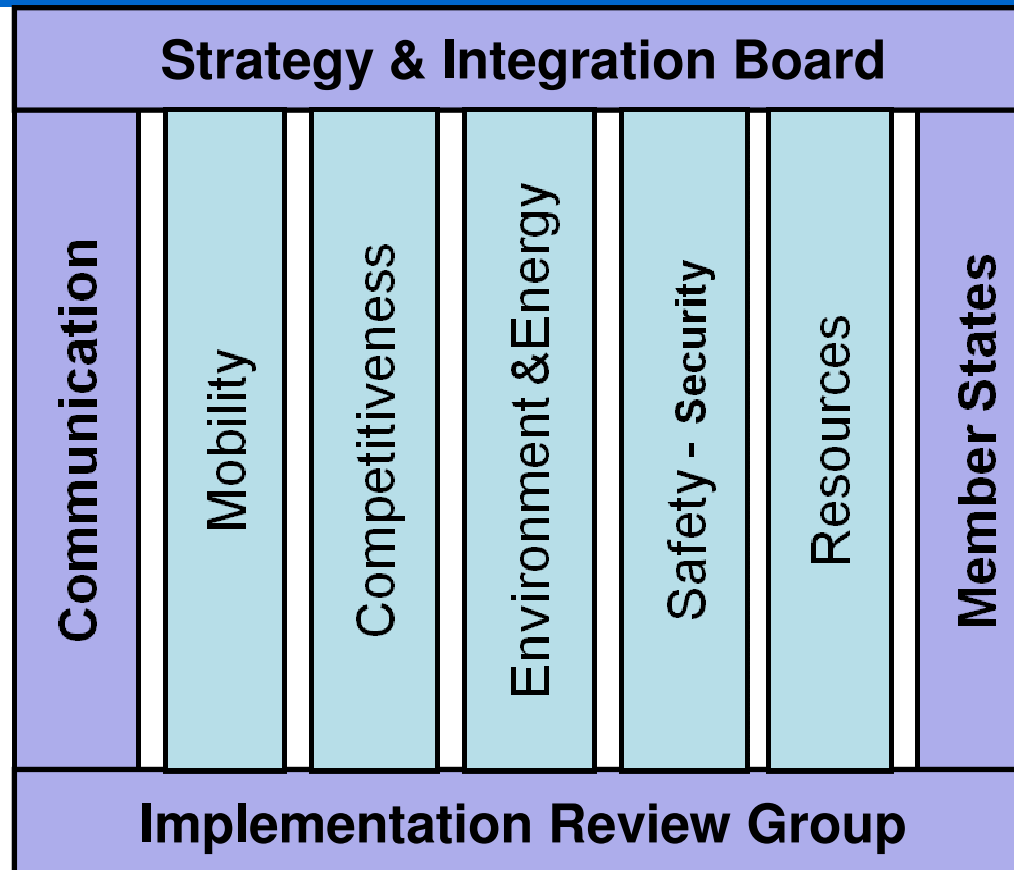 Strategy & Integration Board
Communication
Mobility
Competitiveness
Environment &Energy
Safety - Security
Resources
Member States
Implementation Review Group